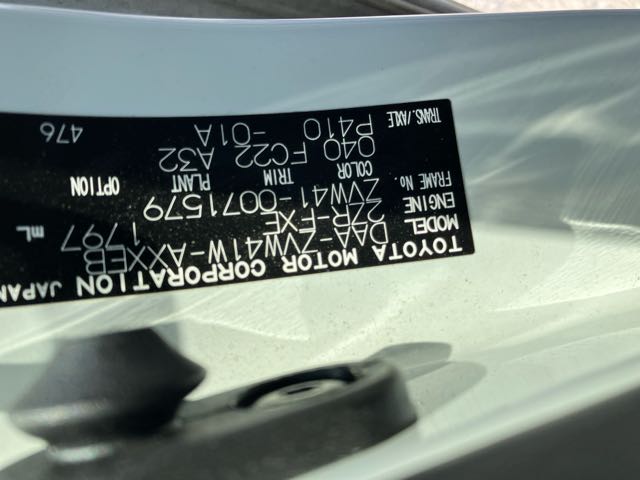 TOYOTA MOTOR CORPORATION JAPAN
MODEL DAA-ZVW41W-AXXEB
ENGINE 2ZR-FXE 1797 mL
FRAME No. ZVW41-0071579
COLOR TRIM PLANT OPTION
040 FC22 A32
TRANS./AXLE P410 -01A 476